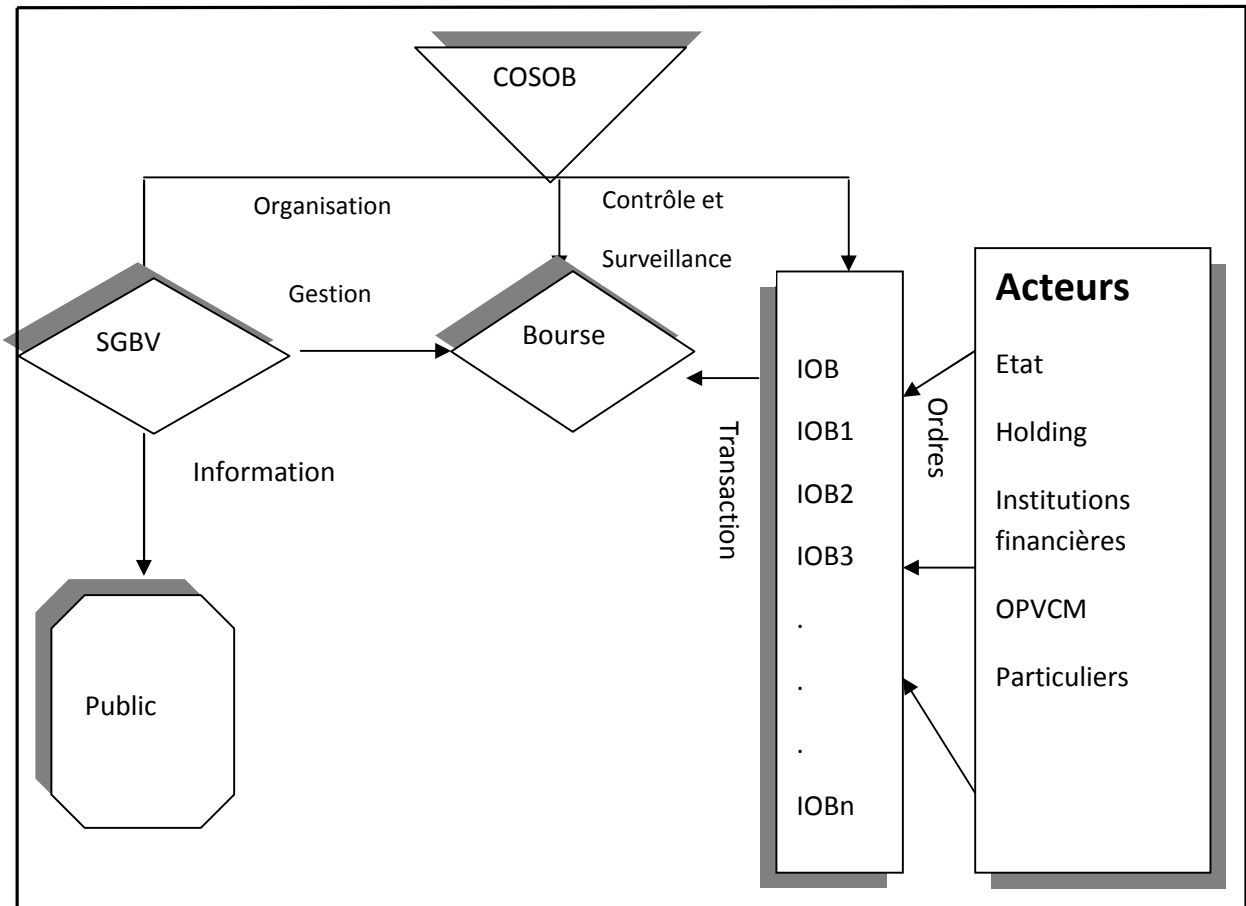 COSOB
Organisation
Contrôle et
Surveillance
Gestion
SGBV
Bourse
Information
Public
Transaction
IOB
IOB1
IOB2
IOB3
.
.
.
IOBn
Ordres
Acteurs
Etat
Holding
Institutions
financières
OPVCM
Particuliers